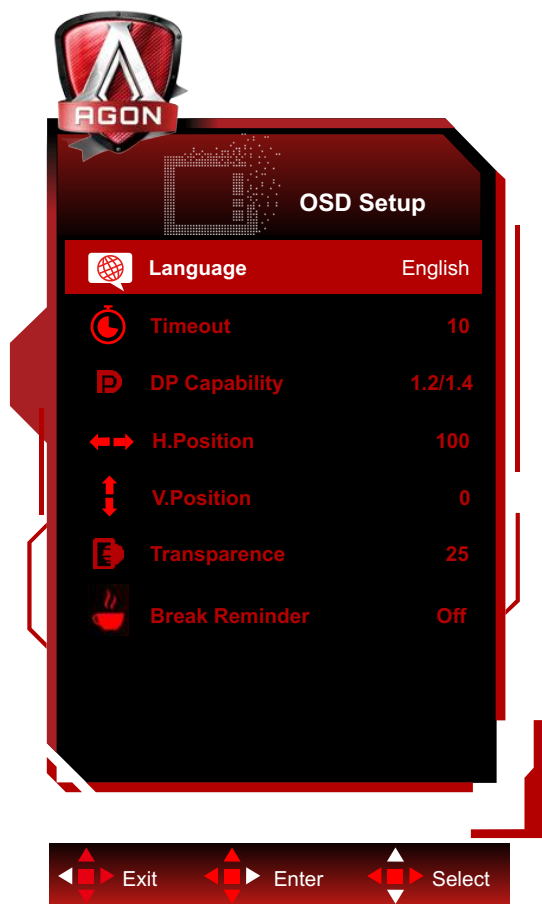 AGON
OSD Setup
Language English
Timeout 10
DP Capability 1.2/1.4
H.Position 100
V.Position 0
Transparence 25
Break Reminder Off
Exit Enter Select